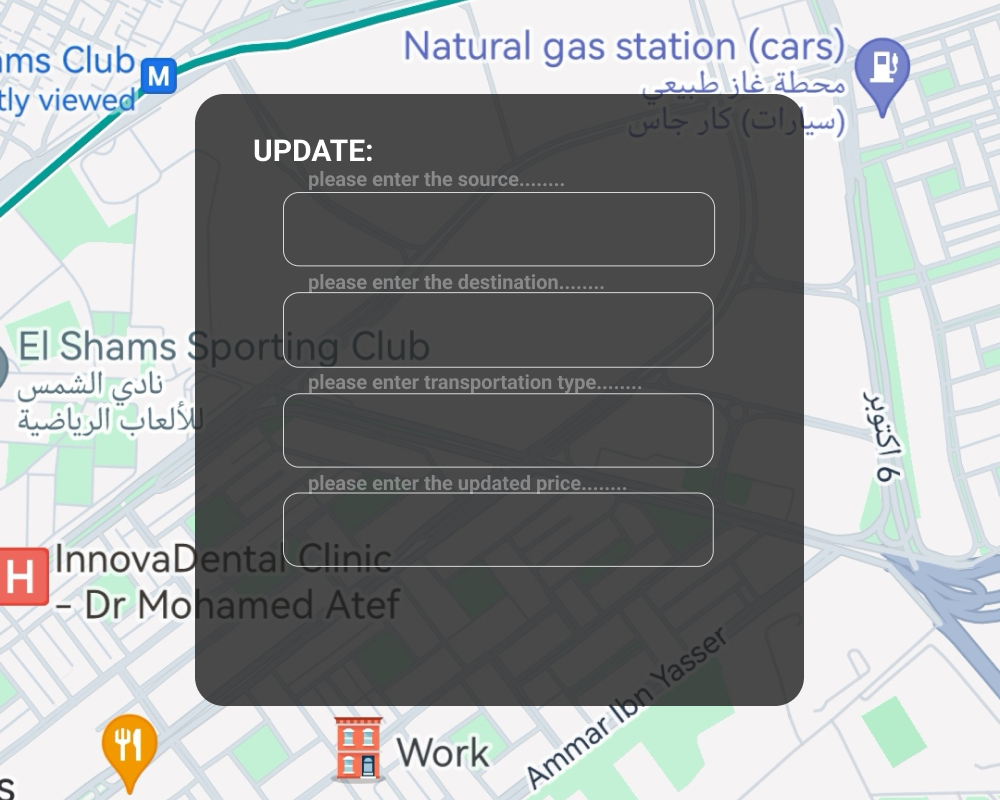 ams Club
tly viewed
M
Natural gas station (cars)
محطة غاز طبيعي
(سيارات) كار جاس
UPDATE:
please enter the source........
please enter the destination........
El Shams Sporting Club
نادي الشمس
للألعاب الرياضية
please enter transportation type........
6 اكتوبر
please enter the updated price........
H
InnovaDental Clinic
- Dr Mohamed Atef
Ammar Ibn Yasser
Work
s